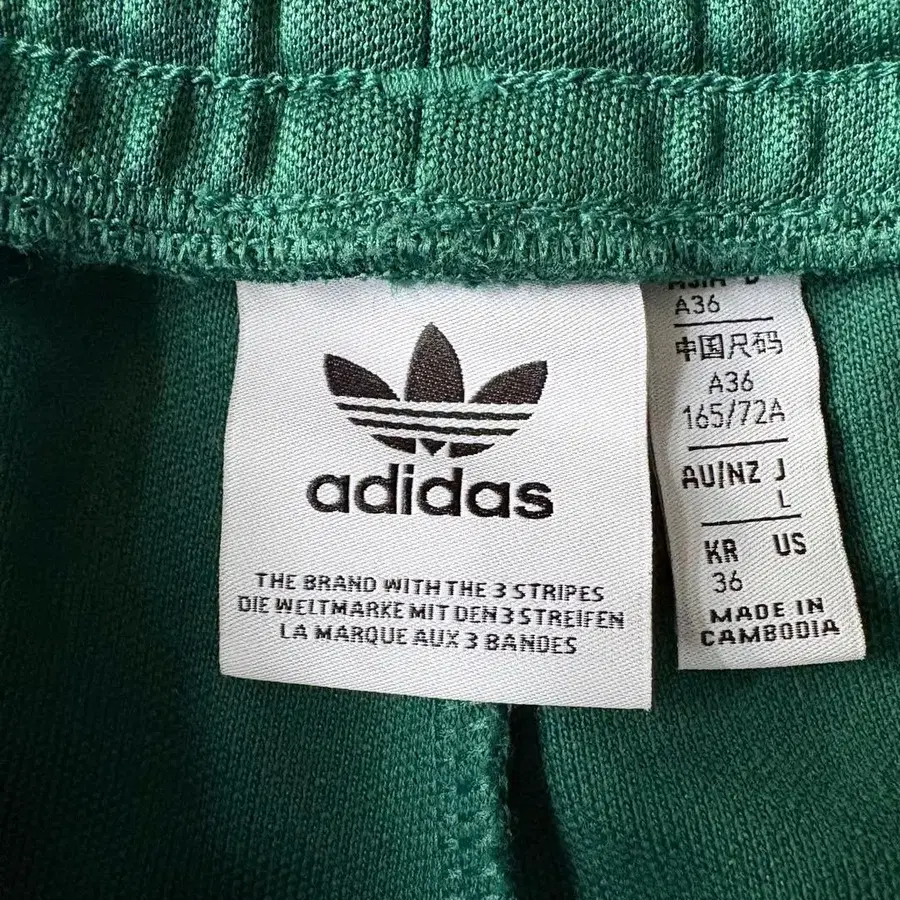 adidas
THE BRAND WITH THE 3 STRIPES
DIE WELTMARKE MIT DEN 3 STREIFEN
LA MARQUE AUX 3 BANDES
A36
中国尺码
A36
165/72A
AU/NZ J
L
KR US
36
MADE IN
CAMBODIA